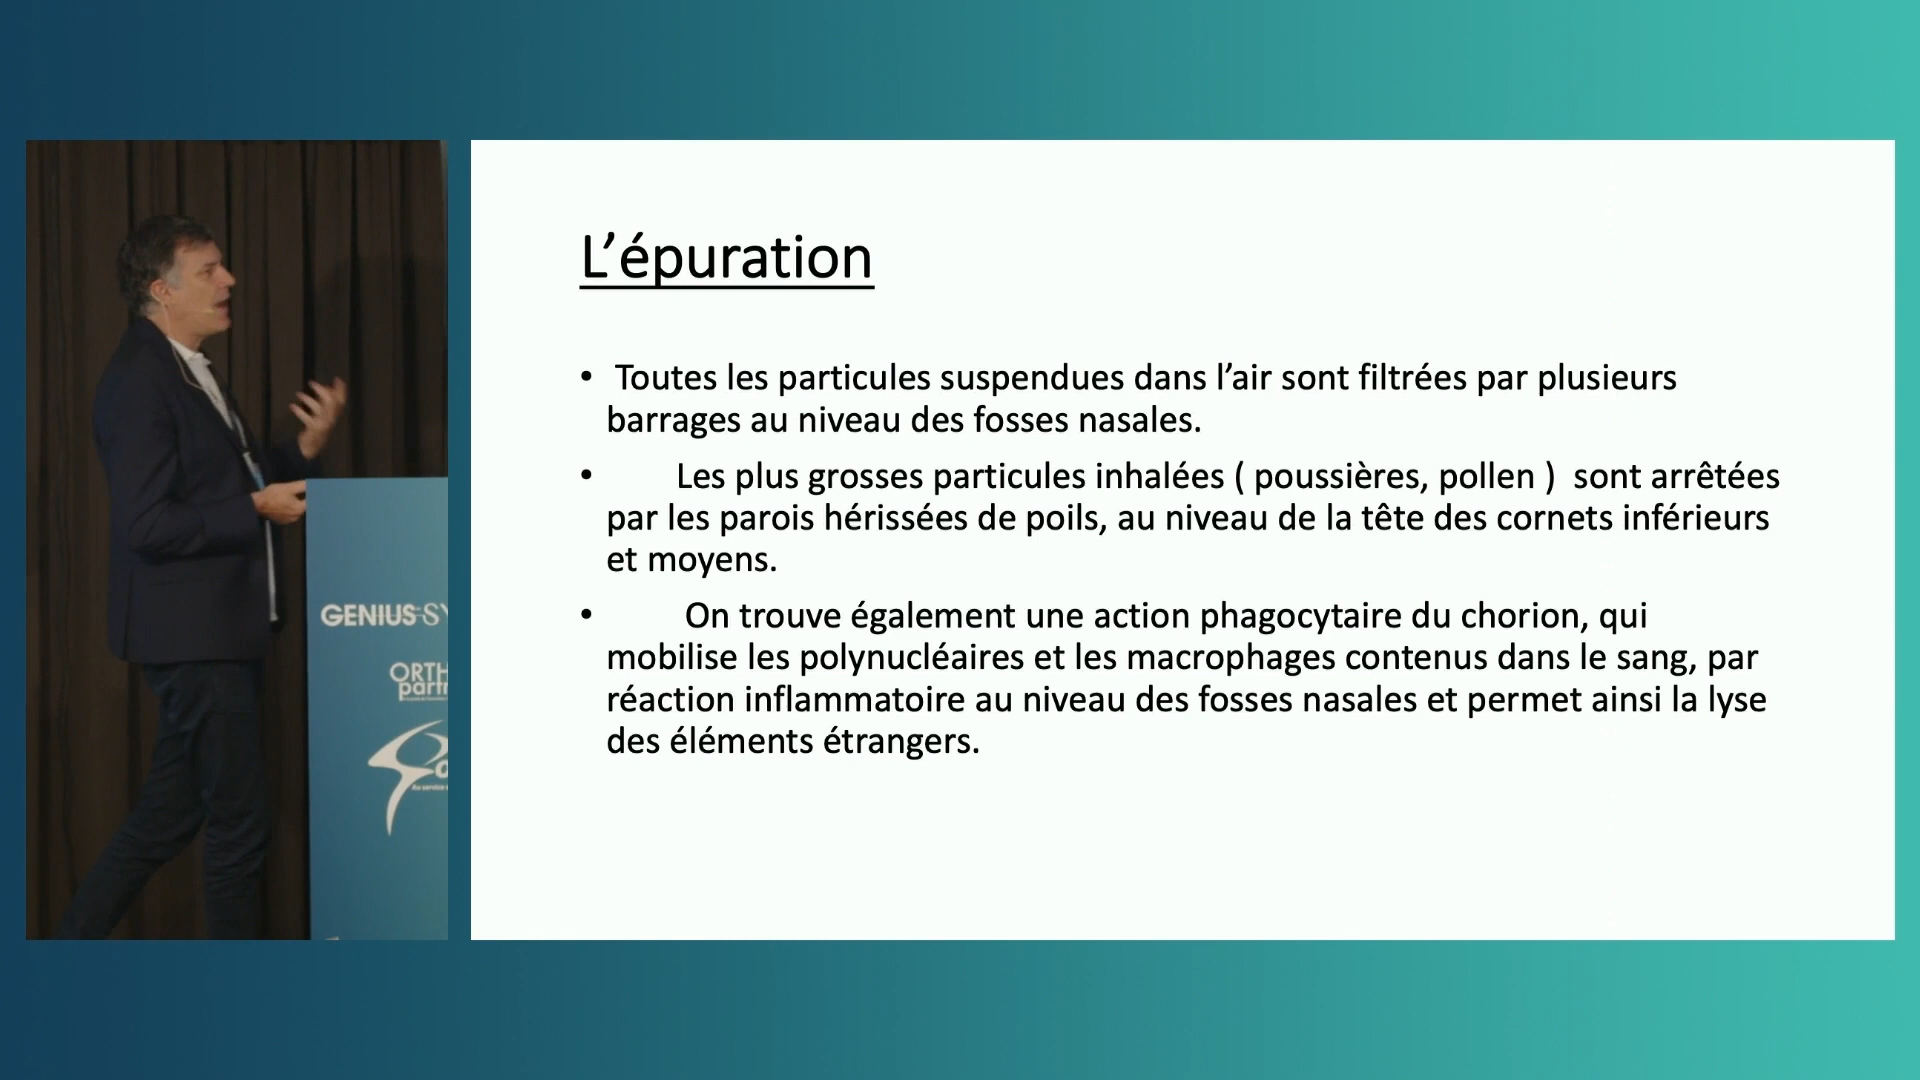 L’épuration
• Toutes les particules suspendues dans l’air sont filtrées par plusieurs
barrages au niveau des fosses nasales.
• Les plus grosses particules inhalées ( poussières, pollen ) sont arrêtées
par les parois hérissées de poils, au niveau de la tête des cornets inférieurs
et moyens.
• On trouve également une action phagocytaire du chorion, qui
mobilise les polynucléaires et les macrophages contenus dans le sang, par
réaction inflammatoire au niveau des fosses nasales et permet ainsi la lyse
des éléments étrangers.
GENIUS-SY
ORTH
partn
Au service